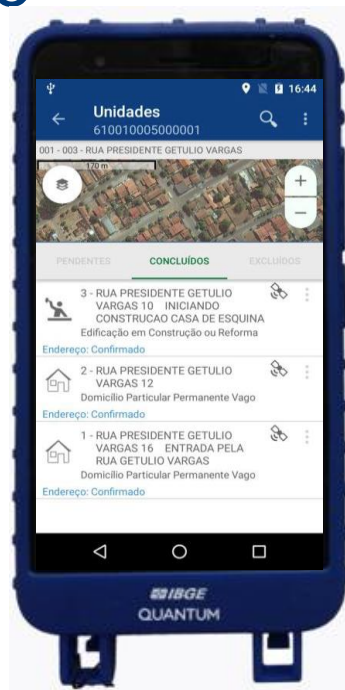 16:44
Unidades
610010005000001
001 - 003 - RUA PRESIDENTE GETULIO VARGAS
170 m
+
−
PENDENTES CONCLUÍDOS EXCLUÍDOS
3 - RUA PRESIDENTE GETULIO
VARGAS 10 INICIANDO
CONSTRUCAO CASA DE ESQUINA
Edificação em Construção ou Reforma
Endereço: Confirmado
2 - RUA PRESIDENTE GETULIO
VARGAS 12
Domicílio Particular Permanente Vago
Endereço: Confirmado
1 - RUA PRESIDENTE GETULIO
VARGAS 16 ENTRADA PELA
RUA GETULIO VARGAS
Domicílio Particular Permanente Vago
Endereço: Confirmado
IBGE
QUANTUM